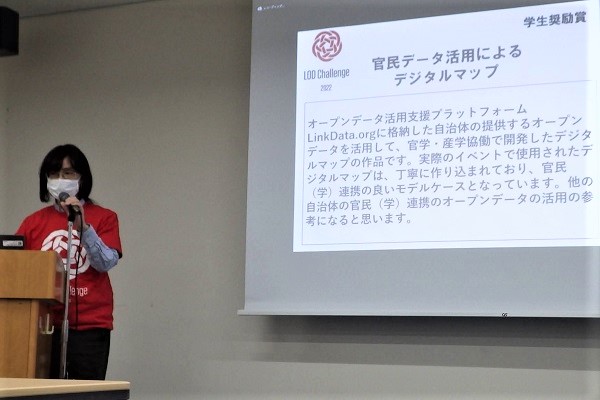 学生奨励賞
LOD Challenge
2022
官民データ活用による
デジタルマップ
オープンデータ活用支援プラットフォーム
LinkData.orgに格納した自治体の提供するオープン
データを活用して、官学・産学協働で開発したデジタ
ルマップの作品です。実際のイベントで使用されたデ
ジタルマップは、丁寧に作り込まれており、官民
（学）連携の良いモデルケースとなっています。他の
自治体の官民（学）連携のオープンデータの活用の参
考になると思います。